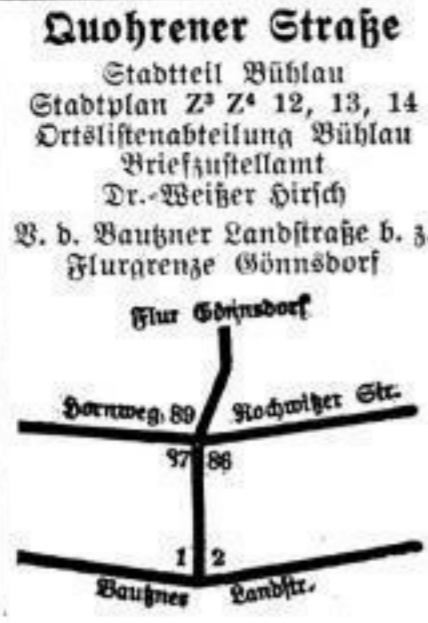 Quohrener Straße
Stadtteil Bühlau
Stadtplan Z³ Z⁴ 12, 13, 14
Ortslistenabteilung Bühlau
Briefzustellamt
Dr.-Weißer Hirsch
V. d. Bautzner Landstraße b. z.
Flurgrenze Gönnsdorf
Flur Gönnsdorf
Hornweg 89 Rochwitzer Str.
97 86
1 2
Bautzner Landstr.